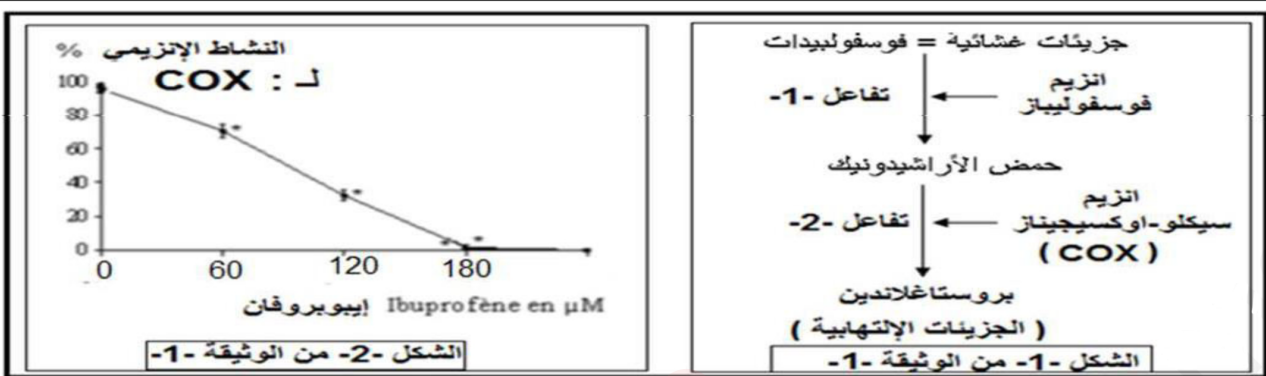 جزيئات غشائية = فوسفولبيدات
انزيم
فوسفوليباز
تفاعل -1-
حمض الأراشيدونيك
انزيم
سيكلو-اوكسيجيناز
(COX)
تفاعل -2-
بروستاغلاندين
(الجزيئات الإلتهابية)
الشكل -1- من الوثيقة -1-
% النشاط الإنزيمي
لـ : COX
100
80
60
40
20
0
0 60 120 180
إيبوبروفان Ibuprofène en µM
الشكل -2- من الوثيقة -1-